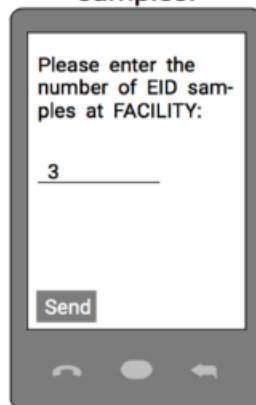 samples:
Please enter the
number of EID sam-
ples at FACILITY:
3
Send